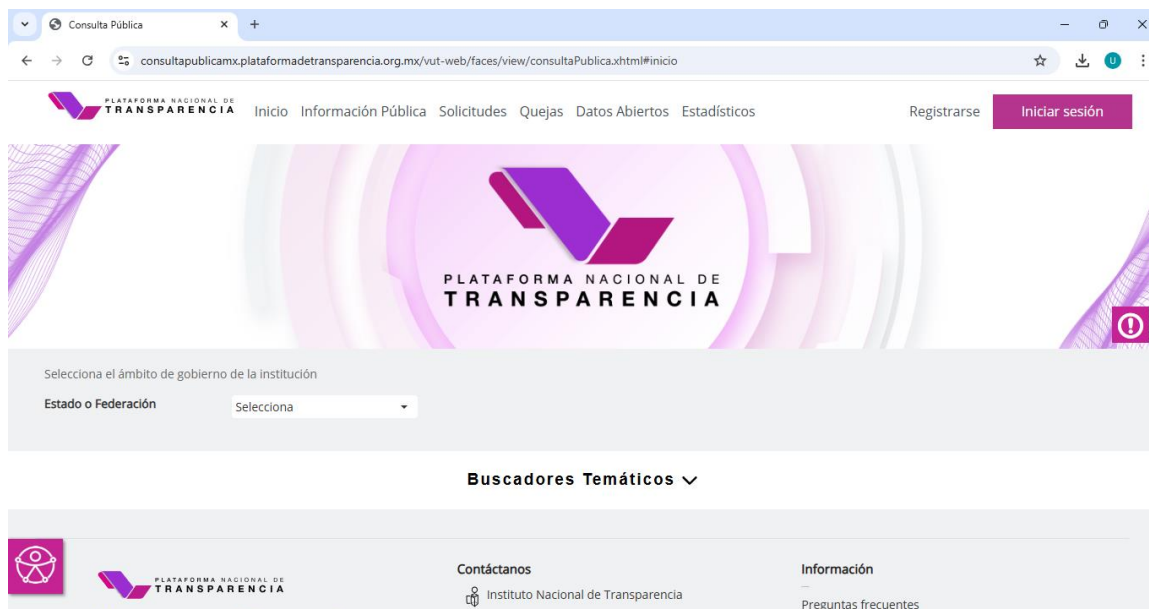 Consulta Pública
consultapublicamx.plataformadetransparencia.org.mx/vut-web/faces/view/consultaPublica.xhtml#inicio
U
PLATAFORMA NACIONAL DE
TRANSPARENCIA
Inicio Información Pública Solicitudes Quejas Datos Abiertos Estadísticos Registrarse Iniciar sesión
PLATAFORMA NACIONAL DE
TRANSPARENCIA
Selecciona el ámbito de gobierno de la institución
Estado o Federación Selecciona
Buscadores Temáticos
PLATAFORMA NACIONAL DE
TRANSPARENCIA
Contáctanos
Instituto Nacional de Transparencia
Información
Preguntas frecuentes